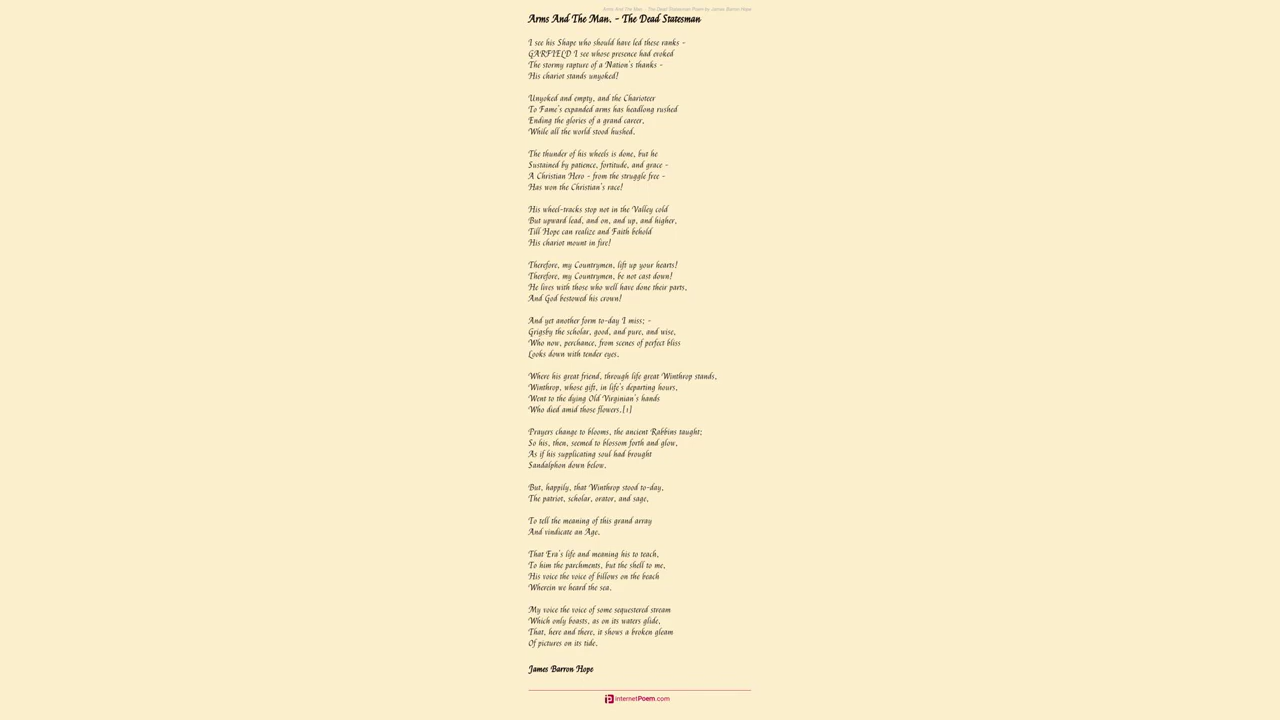 Arms And The Man - The Dead Statesman Poem by James Barron Hope
Arms And The Man. - The Dead Statesman
I see his Shape who should have led these ranks -
GARFIELD I see whose presence had evoked
The stormy rapture of a Nation's thanks -
His chariot stands unyoked!
Unyoked and empty, and the Charioteer
To Fame's expanded arms has headlong rushed
Ending the glories of a grand career,
While all the world stood hushed.
The thunder of his wheels is done, but he
Sustained by patience, fortitude, and grace -
A Christian Hero - from the struggle free -
Has won the Christian's race!
His wheel-tracks stop not in the Valley cold
But upward lead, and on, and up, and higher,
Till Hope can realize and Faith behold
His chariot mount in fire!
Therefore, my Countrymen, lift up your hearts!
Therefore, my Countrymen, be not cast down!
He lives with those who well have done their parts,
And God bestowed his crown!
And yet another form to-day I miss; -
Grigsby the scholar, good, and pure, and wise,
Who now, perchance, from scenes of perfect bliss
Looks down with tender eyes.
Where his great friend, through life great Winthrop stands,
Winthrop, whose gift, in life's departing hours,
Went to the dying Old Virginian's hands
Who died amid those flowers.[1]
Prayers change to blooms, the ancient Rabbins taught;
So his, then, seemed to blossom forth and glow,
As if his supplicating soul had brought
Sandalphon down below.
But, happily, that Winthrop stood to-day,
The patriot, scholar, orator, and sage,
To tell the meaning of this grand array
And vindicate an Age.
That Era's life and meaning his to teach,
To him the parchments, but the shell to me,
His voice the voice of billows on the beach
Wherein we heard the sea.
My voice the voice of some sequestered stream
Which only boasts, as on its waters glide,
That, here and there, it shows a broken gleam
Of pictures on its tide.
James Barron Hope
InternetPoem.com